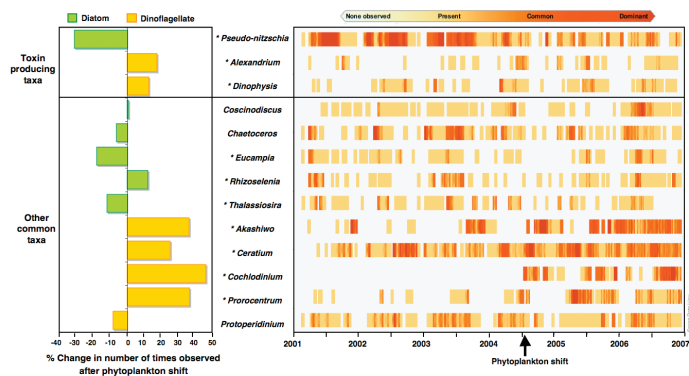 Diatom Dinoflagellate
None observed Present Common Dominant
Toxin
producing
taxa
* Pseudo-nitzschia
* Alexandrium
* Dinophysis
Coscinodiscus
Chaetoceros
* Eucampia
* Rhizoselenia
* Thalassiosira
Other
common
taxa
* Akashiwo
* Ceratium
* Cochlodinium
* Prorocentrum
Protoperidinium
-40 -30 -20 -10 0 10 20 30 40 50
% Change in number of times observed
after phytoplankton shift
2001 2002 2003 2004 2005 2006 2007
Phytoplankton shift